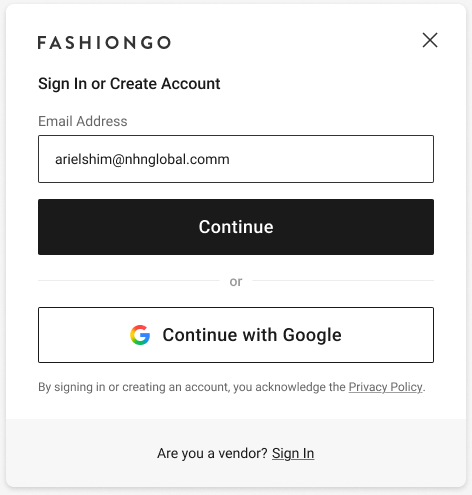 FASHIONGO
Sign In or Create Account
Email Address
arielshim@nhnglobal.comm
Continue
or
Continue with Google
By signing in or creating an account, you acknowledge the Privacy Policy.
Are you a vendor? Sign In